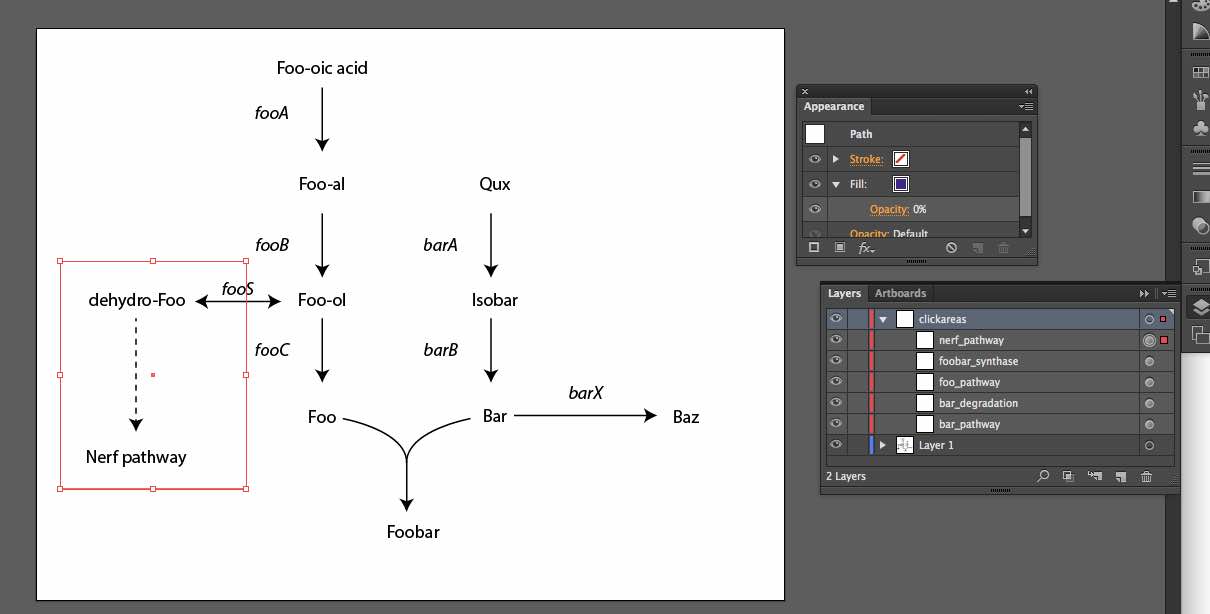 Foo-oic acid
fooA
Foo-al
Qux
fooB
barA
dehydro-Foo
fooS
Foo-ol
Isobar
fooC
barB
barX
Foo
Bar
Baz
Nerf pathway
Foobar
Appearance
Path
Stroke:
Fill:
Opacity: 0%
Opacity: Default
fx
Layers Artboards
clickareas
nerf_pathway
foobar_synthase
foo_pathway
bar_degradation
bar_pathway
Layer 1
2 Layers